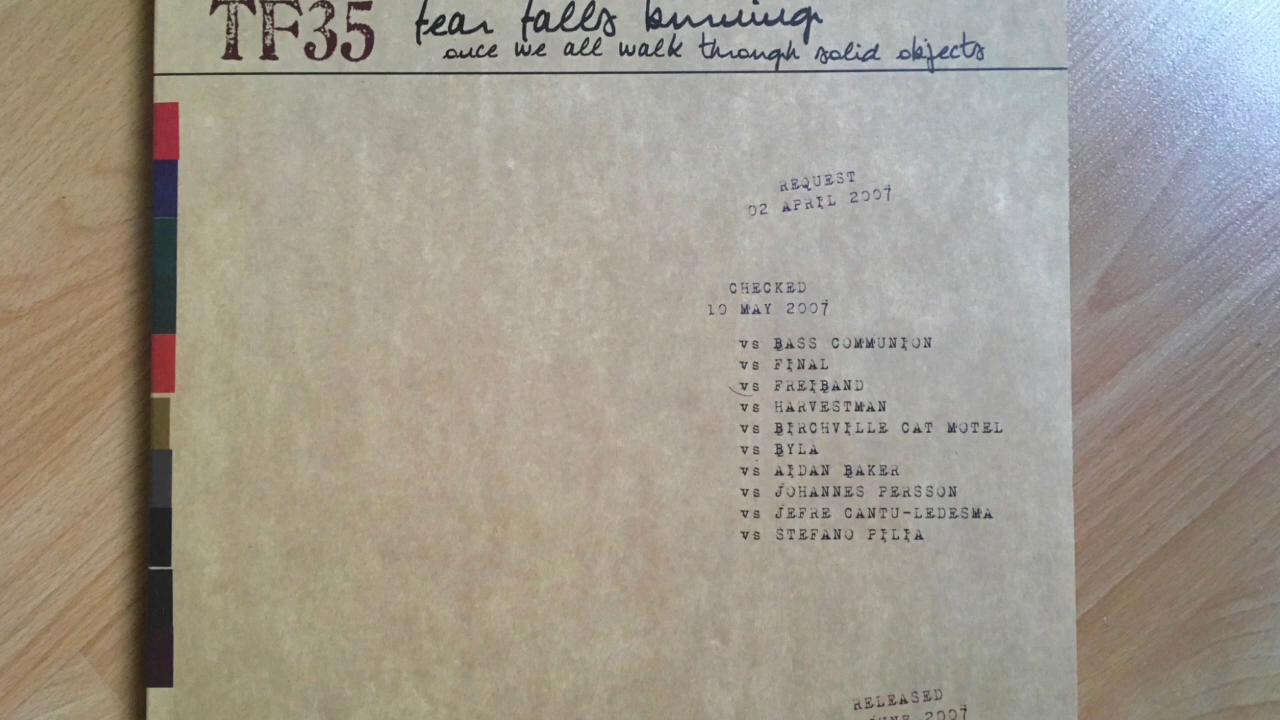 TF35 fear falls burning
once we all walk through solid objects
REQUEST
02 APRIL 2007
CHECKED
10 MAY 2007
vs BASS COMMUNION
vs FINAL
vs FREIBAND
vs HARVESTMAN
vs BIRCHVILLE CAT MOTEL
vs BYLA
vs AIDAN BAKER
vs JOHANNES PERSSON
vs JEFRE CANTU-LEDESMA
vs STEFANO PILIA
RELEASED
JUNE 2007